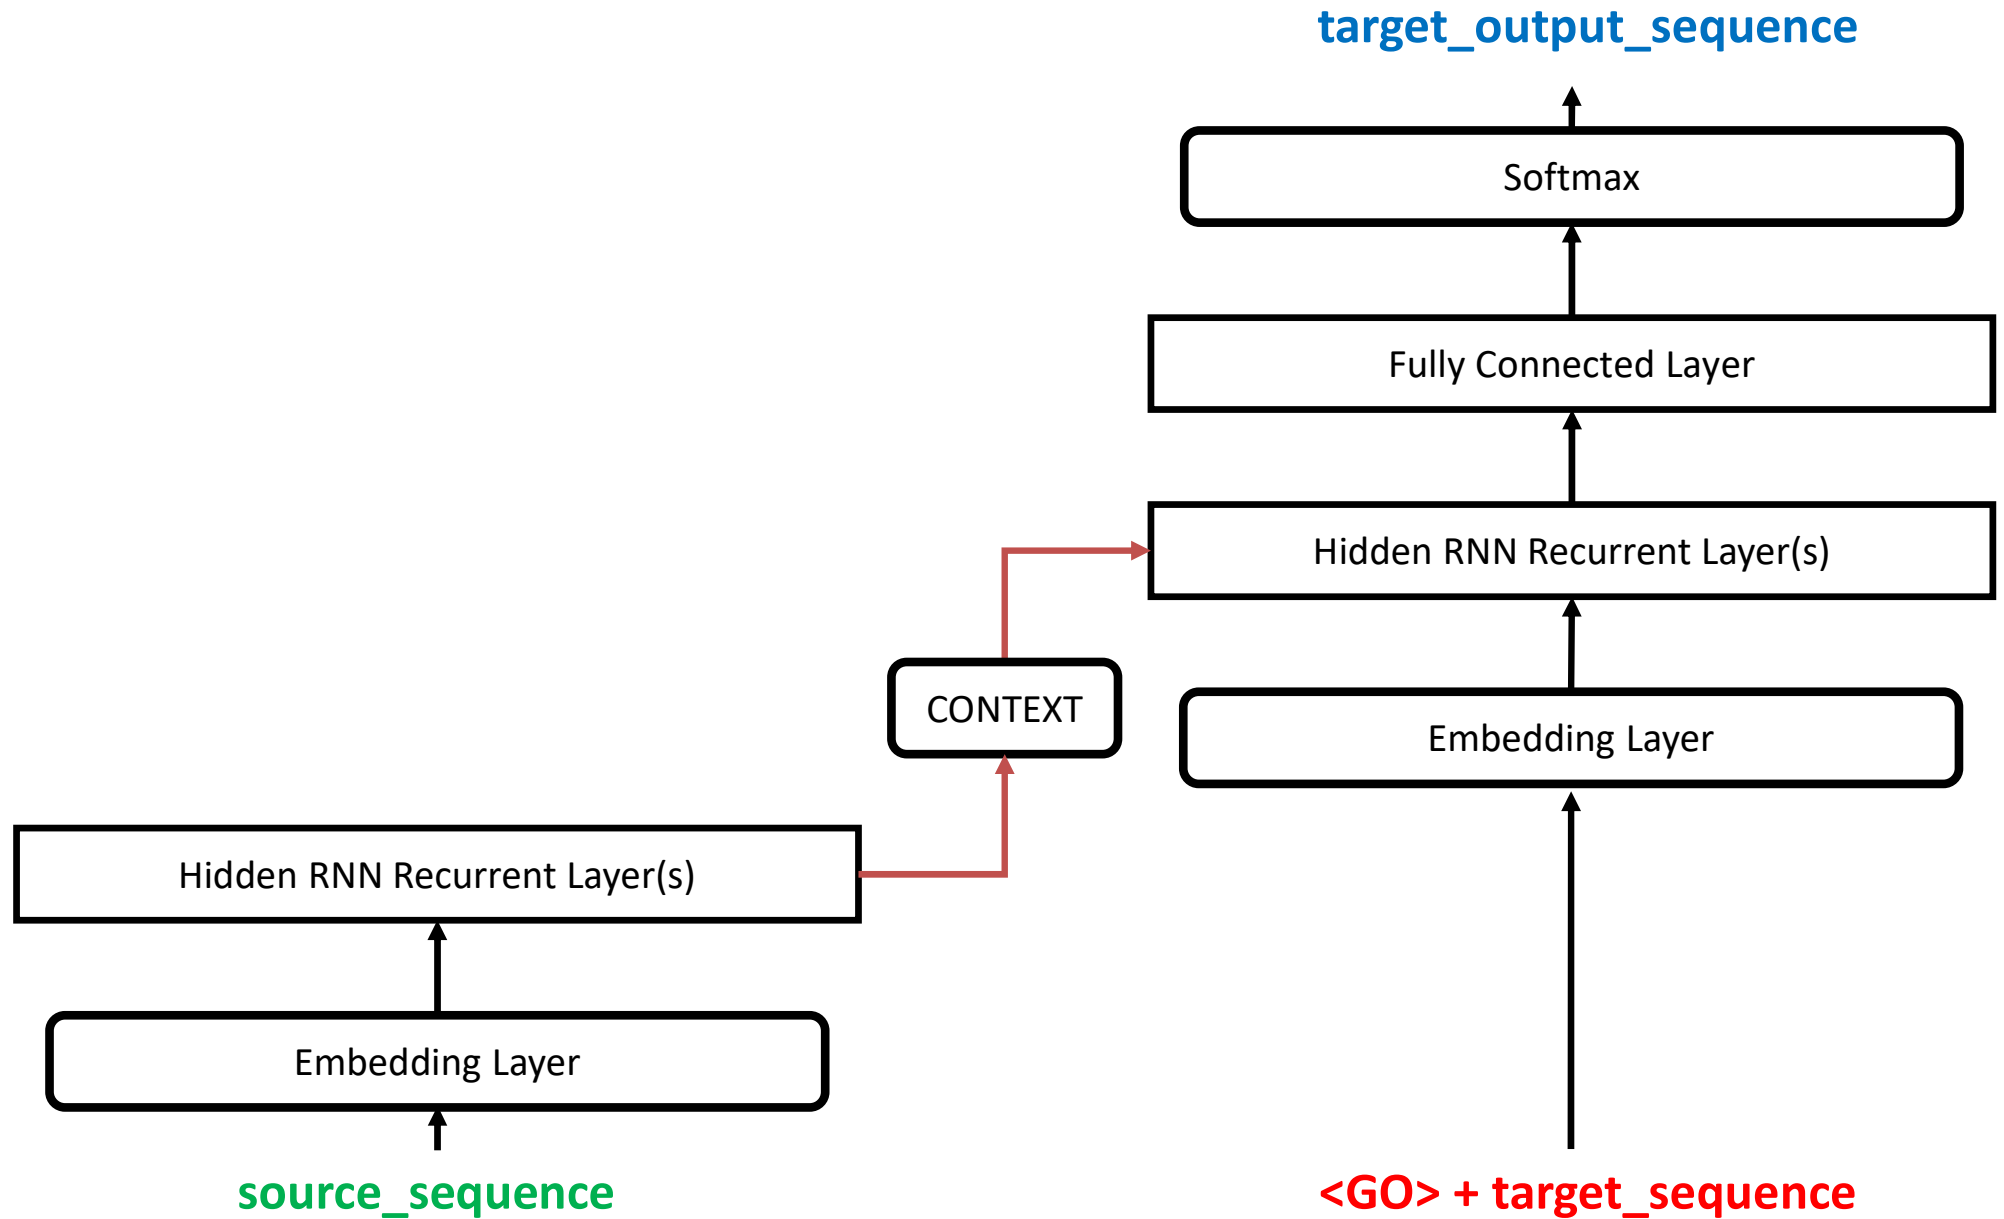 target_output_sequence
Softmax
Fully Connected Layer
Hidden RNN Recurrent Layer(s)
CONTEXT
Embedding Layer
Hidden RNN Recurrent Layer(s)
Embedding Layer
source_sequence
<GO> + target_sequence